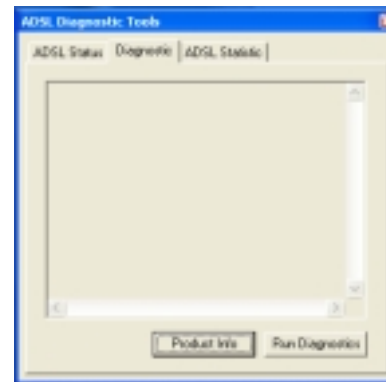 ADSL Diagnostic Tools
ADSL Status Diagnostic ADSL Statistic
Product Info Run Diagnostics